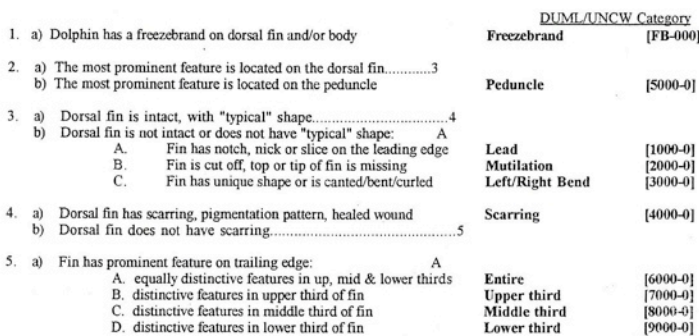 DUML/UNCW Category
1. a) Dolphin has a freezebrand on dorsal fin and/or body Freezebrand [FB-000]
2. a) The most prominent feature is located on the dorsal fin............3
b) The most prominent feature is located on the peduncle Peduncle [5000-0]
3. a) Dorsal fin is intact, with "typical" shape...................................4
b) Dorsal fin is not intact or does not have "typical" shape: A
A. Fin has notch, nick or slice on the leading edge Lead [1000-0]
B. Fin is cut off, top or tip of fin is missing Mutilation [2000-0]
C. Fin has unique shape or is canted/bent/curled Left/Right Bend [3000-0]
4. a) Dorsal fin has scarring, pigmentation pattern, healed wound Scarring [4000-0]
b) Dorsal fin does not have scarring................................................5
5. a) Fin has prominent feature on trailing edge: A
A. equally distinctive features in up, mid & lower thirds Entire [6000-0]
B. distinctive features in upper third of fin Upper third [7000-0]
C. distinctive features in middle third of fin Middle third [8000-0]
D. distinctive features in lower third of fin Lower third [9000-0]